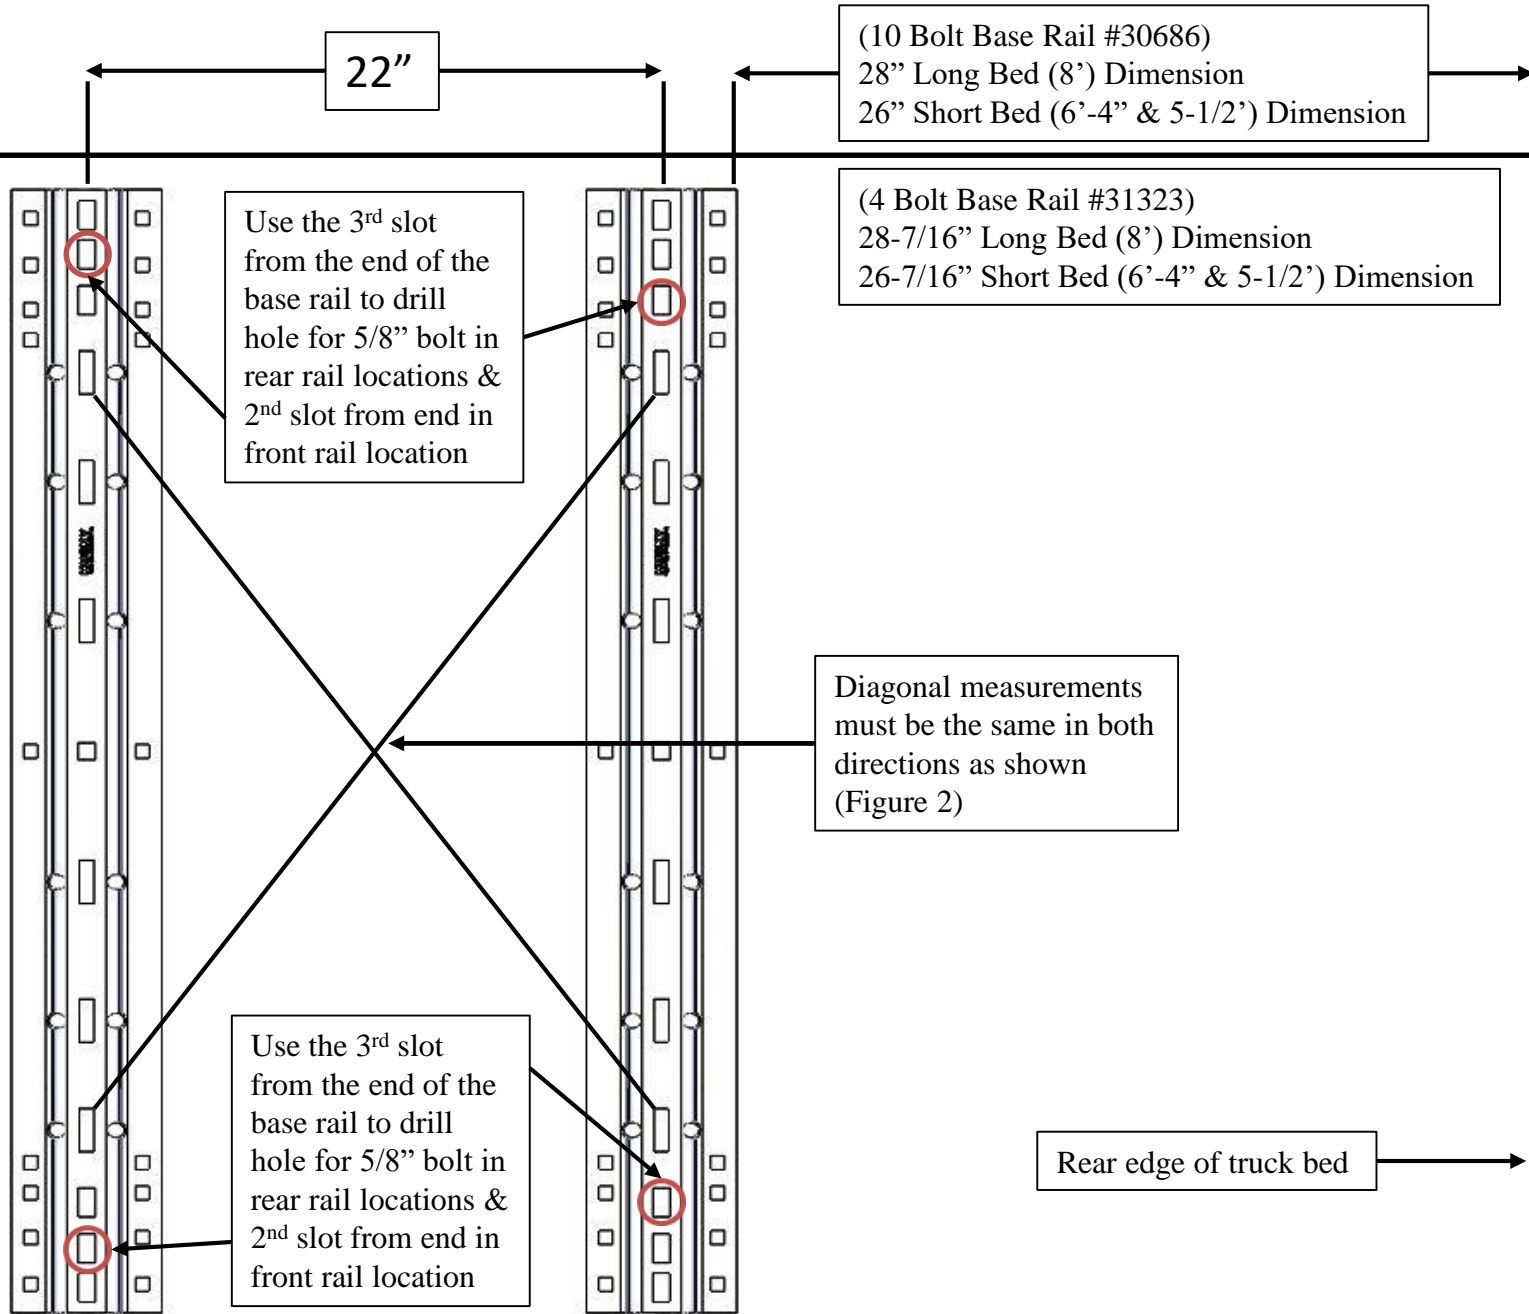 22”
(10 Bolt Base Rail #30686)
28” Long Bed (8’) Dimension
26” Short Bed (6’-4” & 5-1/2’) Dimension
(4 Bolt Base Rail #31323)
28-7/16” Long Bed (8’) Dimension
26-7/16” Short Bed (6’-4” & 5-1/2’) Dimension
Use the 3rd slot
from the end of the
base rail to drill
hole for 5/8” bolt in
rear rail locations &
2nd slot from end in
front rail location
Diagonal measurements
must be the same in both
directions as shown
(Figure 2)
Use the 3rd slot
from the end of the
base rail to drill
hole for 5/8” bolt in
rear rail locations &
2nd slot from end in
front rail location
Rear edge of truck bed